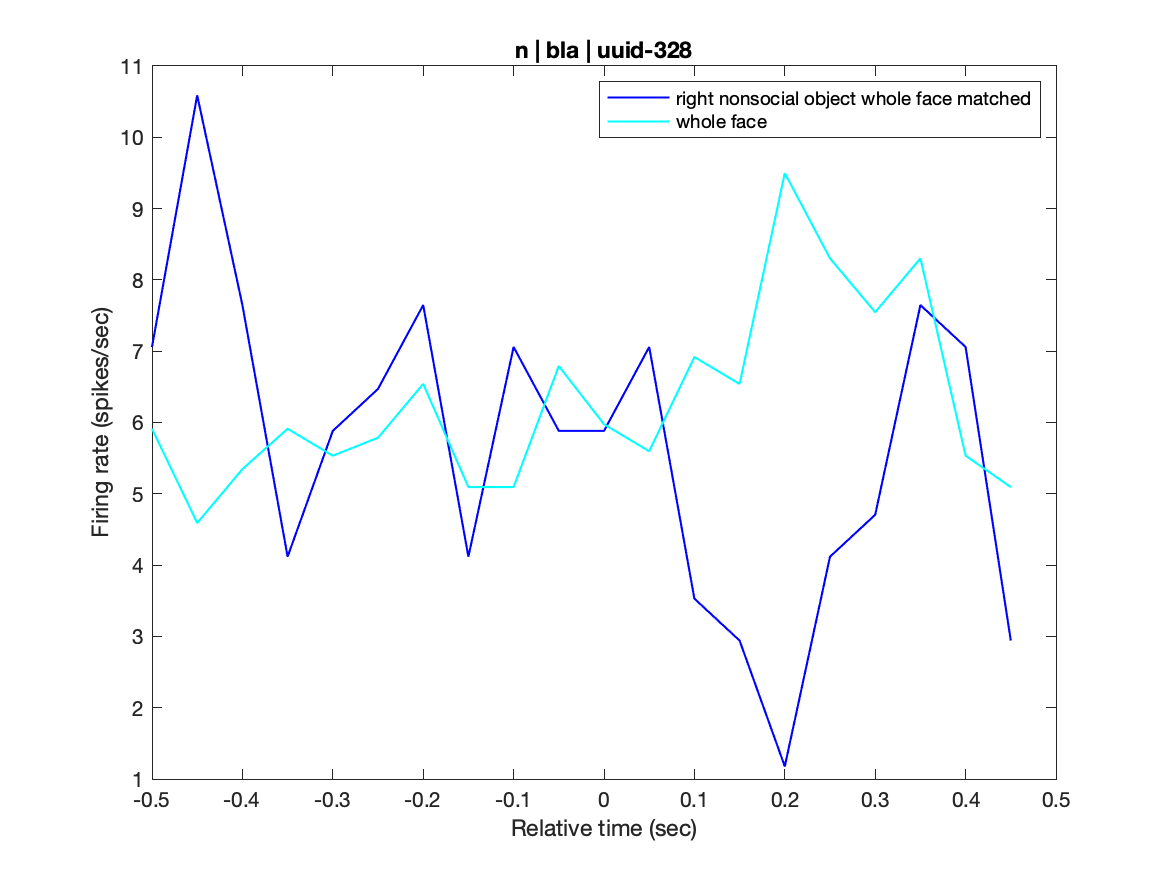 n | bla | uuid-328
right nonsocial object whole face matched
whole face
Firing rate (spikes/sec)
11
10
9
8
7
6
5
4
3
2
1
-0.5 -0.4 -0.3 -0.2 -0.1 0 0.1 0.2 0.3 0.4 0.5
Relative time (sec)